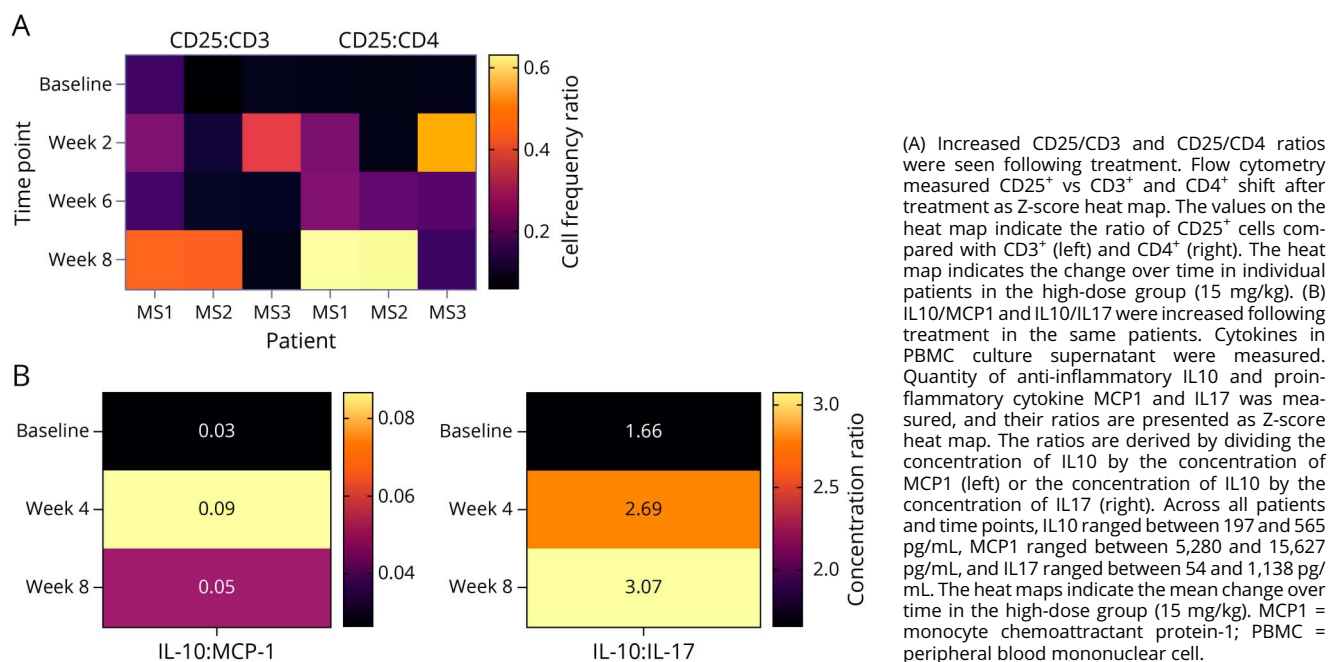 A
CD25:CD3 CD25:CD4
Time point
Baseline
Week 2
Week 6
Week 8
MS1 MS2 MS3 MS1 MS2 MS3
Patient
0.6
0.4
0.2
Cell frequency ratio
B
Baseline 0.03
Week 4 0.09
Week 8 0.05
IL-10:MCP-1
0.08
0.06
0.04
Baseline 1.66
Week 4 2.69
Week 8 3.07
IL-10:IL-17
3.0
2.5
2.0
Concentration ratio
(A) Increased CD25/CD3 and CD25/CD4 ratios
were seen following treatment. Flow cytometry
measured CD25⁺ vs CD3⁺ and CD4⁺ shift after
treatment as Z-score heat map. The values on the
heat map indicate the ratio of CD25⁺ cells com-
pared with CD3⁺ (left) and CD4⁺ (right). The heat
map indicates the change over time in individual
patients in the high-dose group (15 mg/kg). (B)
IL10/MCP1 and IL10/IL17 were increased following
treatment in the same patients. Cytokines in
PBMC culture supernatant were measured.
Quantity of anti-inflammatory IL10 and proin-
flammatory cytokine MCP1 and IL17 was mea-
sured, and their ratios are presented as Z-score
heat map. The ratios are derived by dividing the
concentration of IL10 by the concentration of
MCP1 (left) or the concentration of IL10 by the
concentration of IL17 (right). Across all patients
and time points, IL10 ranged between 197 and 565
pg/mL, MCP1 ranged between 5,280 and 15,627
pg/mL, and IL17 ranged between 54 and 1,138 pg/
mL. The heat maps indicate the mean change over
time in the high-dose group (15 mg/kg). MCP1 =
monocyte chemoattractant protein-1; PBMC =
peripheral blood mononuclear cell.